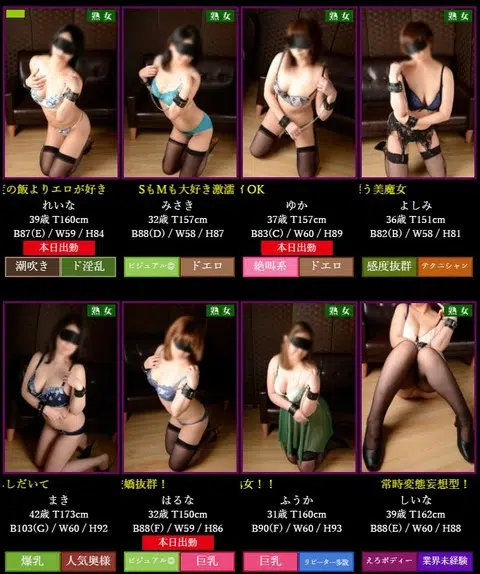 熟女
熟女
熟女
熟女
の飯よりエロが好き
SもMも大好き激濡
イOK
う美魔女
れいな
みさき
ゆか
よしみ
39歳 T160cm
32歳 T157cm
37歳 T157cm
36歳 T151cm
B87(E) / W59 / H84
B88(D) / W58 / H87
B83(C) / W60 / H89
B82(B) / W58 / H81
本日出勤
本日出勤
潮吹き
ド淫乱
ビジュアル◎
ドエロ
絶叫系
ドエロ
感度抜群
テクニシャン
熟女
熟女
熟女
熟女
しだいて
嬌抜群！
女！！
常時変態妄想型！
まき
はるな
ふうか
しいな
42歳 T173cm
32歳 T150cm
31歳 T160cm
39歳 T162cm
B103(G) / W60 / H92
B88(F) / W59 / H86
B90(F) / W60 / H93
B88(E) / W60 / H88
本日出勤
爆乳
人気奥様
ビジュアル◎
巨乳
巨乳
リピーター多数
えろボディー
業界未経験